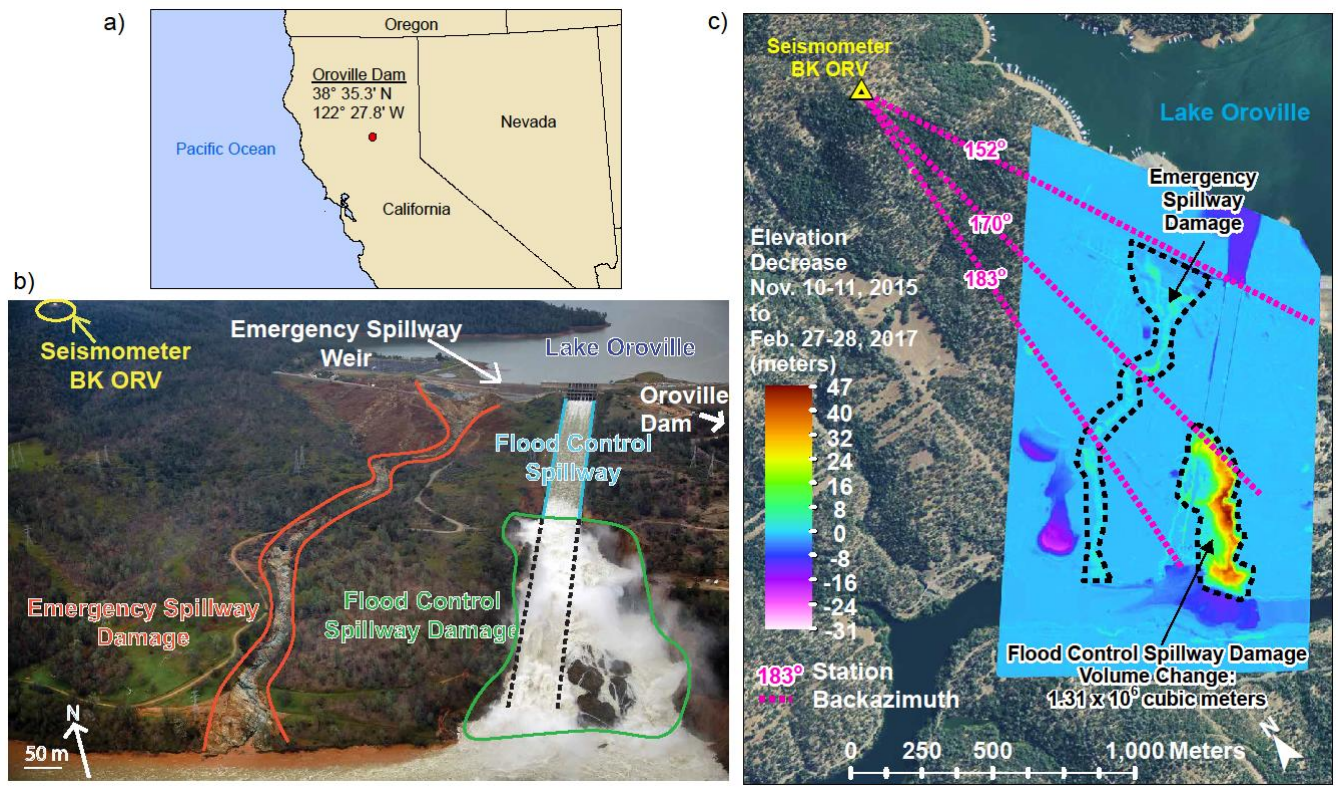 a)
Oregon
Oroville Dam
38° 35.3' N
122° 27.8' W
Nevada
Pacific Ocean
California
b)
Seismometer
BK ORV
Emergency Spillway
Weir
Lake Oroville
Oroville
Dam
Flood Control
Spillway
Emergency Spillway
Damage
Flood Control
Spillway Damage
N
50 m
c)
Seismometer
BK ORV
Lake Oroville
152°
Emergency
Spillway
Damage
170°
183°
Elevation
Decrease
Nov. 10-11, 2015
to
Feb. 27-28, 2017
(meters)
47
40
32
24
16
8
0
-8
-16
-24
-31
Flood Control Spillway Damage
Volume Change:
1.31 x 10⁶ cubic meters
183° Station
Backazimuth
0 250 500 1,000 Meters
N